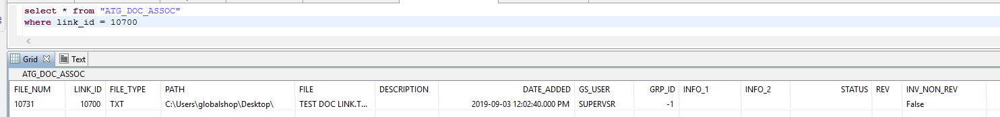 select * from "ATG_DOC_ASSOC"
where link_id = 10700
Grid Text
ATG_DOC_ASSOC
FILE_NUM LINK_ID FILE_TYPE PATH FILE DESCRIPTION DATE_ADDED GS_USER GRP_ID INFO_1 INFO_2 STATUS REV INV_NON_REV
10731 10700 TXT C:\Users\globalshop\Desktop\ TEST DOC LINK.T... 2019-09-03 12:02:40.000 PM SUPERVSR -1 False